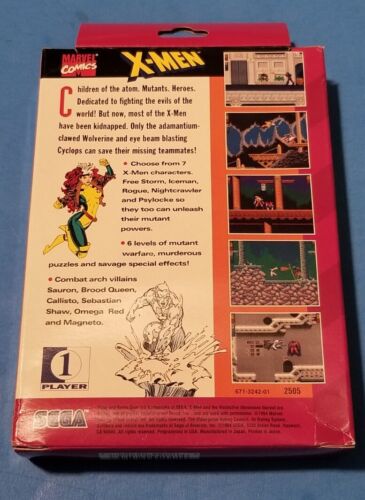 MARVEL
COMICS
X-MEN
Children of the atom. Mutants. Heroes.
Dedicated to fighting the evils of the
world! But now, most of the X-Men
have been kidnapped. Only the adamantium-
clawed Wolverine and eye beam blasting
Cyclops can save their missing teammates!
• Choose from 7
X-Men characters.
Free Storm, Iceman,
Rogue, Nightcrawler
and Psylocke so
they too can unleash
their mutant
powers.
• 6 levels of mutant
warfare, murderous
puzzles and savage special effects!
• Combat arch villains
Sauron, Brood Queen,
Callisto, Sebastian
Shaw, Omega Red
and Magneto.
1
PLAYER
671-3242-01
2505
SEGA